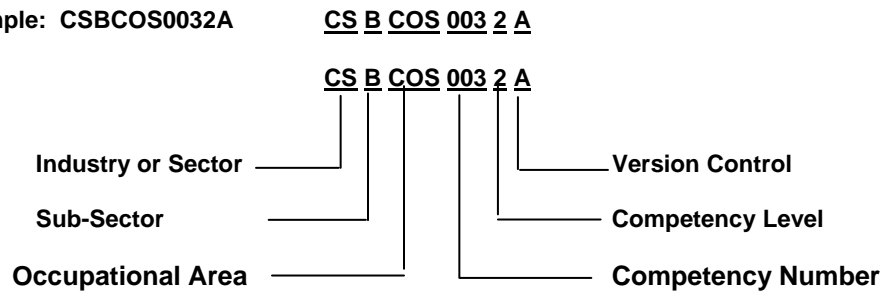 CSBCOS0032A CS B COS 003 2 A
CS B COS 003 2 A
Industry or Sector Version Control
Sub-Sector Competency Level
Occupational Area Competency Number